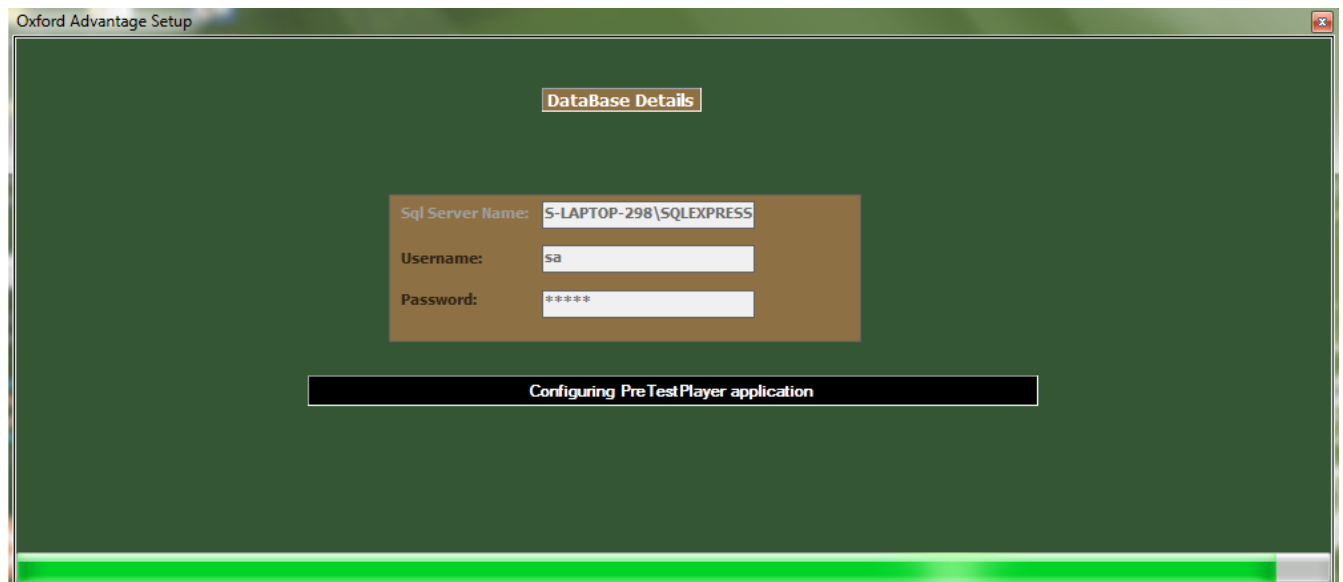 Oxford Advantage Setup
DataBase Details
Sql Server Name: S-LAPTOP-298\SQLEXPRESS
Username: sa
Password: *****
Configuring PreTestPlayer application